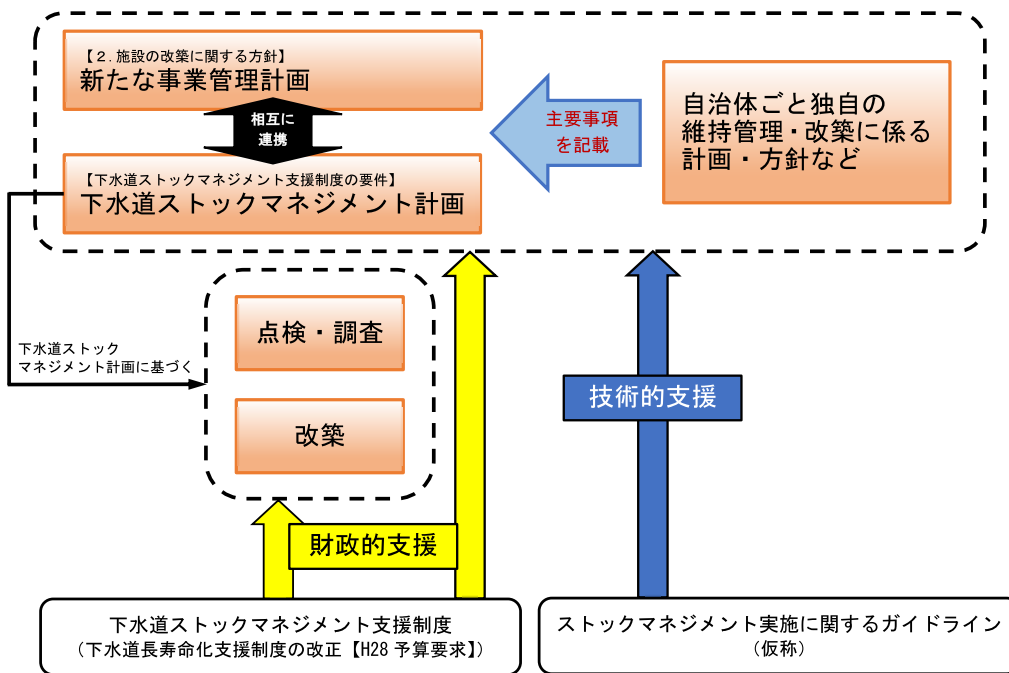 【２．施設の改築に関する方針】
新たな事業管理計画
相互に
連携
【下水道ストックマネジメント支援制度の要件】
下水道ストックマネジメント計画
主要事項
を記載
自治体ごと独自の
維持管理・改築に係る
計画・方針など
下水道ストック
マネジメント計画に基づく
点検・調査
改築
財政的支援
技術的支援
下水道ストックマネジメント支援制度
（下水道長寿命化支援制度の改正【H28 予算要求】）
ストックマネジメント実施に関するガイドライン
（仮称）